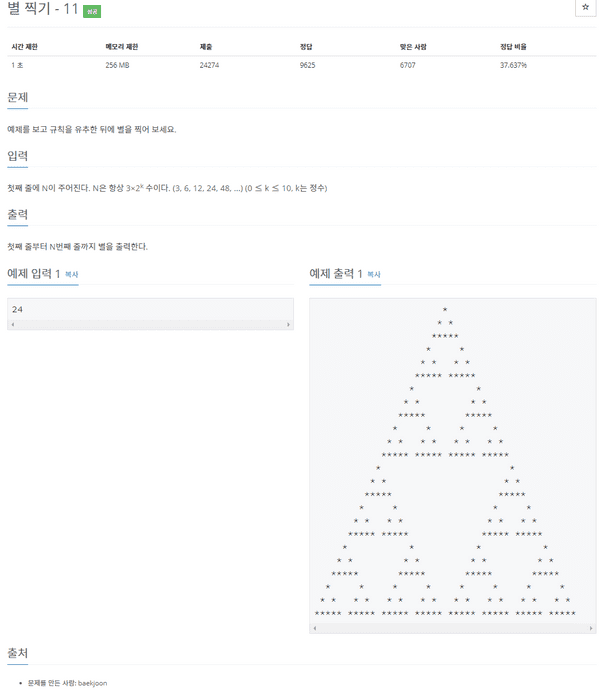 별 찍기 - 11 성공
☆
시간 제한 메모리 제한 제출 정답 맞은 사람 정답 비율
1 초 256 MB 24274 9625 6707 37.637%
문제
예제를 보고 규칙을 유추한 뒤에 별을 찍어 보세요.
입력
첫째 줄에 N이 주어진다. N은 항상 3×2ᵏ 수이다. (3, 6, 12, 24, 48, ...) (0 ≤ k ≤ 10, k는 정수)
출력
첫째 줄부터 N번째 줄까지 별을 출력한다.
예제 입력 1 복사
24
예제 출력 1 복사
                       *
                      * *
                     *****
                    *     *
                   * *   * *
                  ***** *****
                 *           *
                * *         * *
               *****       *****
              *     *     *     *
             * *   * *   * *   * *
            ***** ***** ***** *****
           *                       *
          * *                     * *
         *****                   *****
        *     *                 *     *
       * *   * *               * *   * *
      ***** *****             ***** *****
     *           *           *           *
    * *         * *         * *         * *
   *****       *****       *****       *****
  *     *     *     *     *     *     *     *
 * *   * *   * *   * *   * *   * *   * *   * *
***** ***** ***** ***** ***** ***** ***** *****
출처
• 문제를 만든 사람: baekjoon